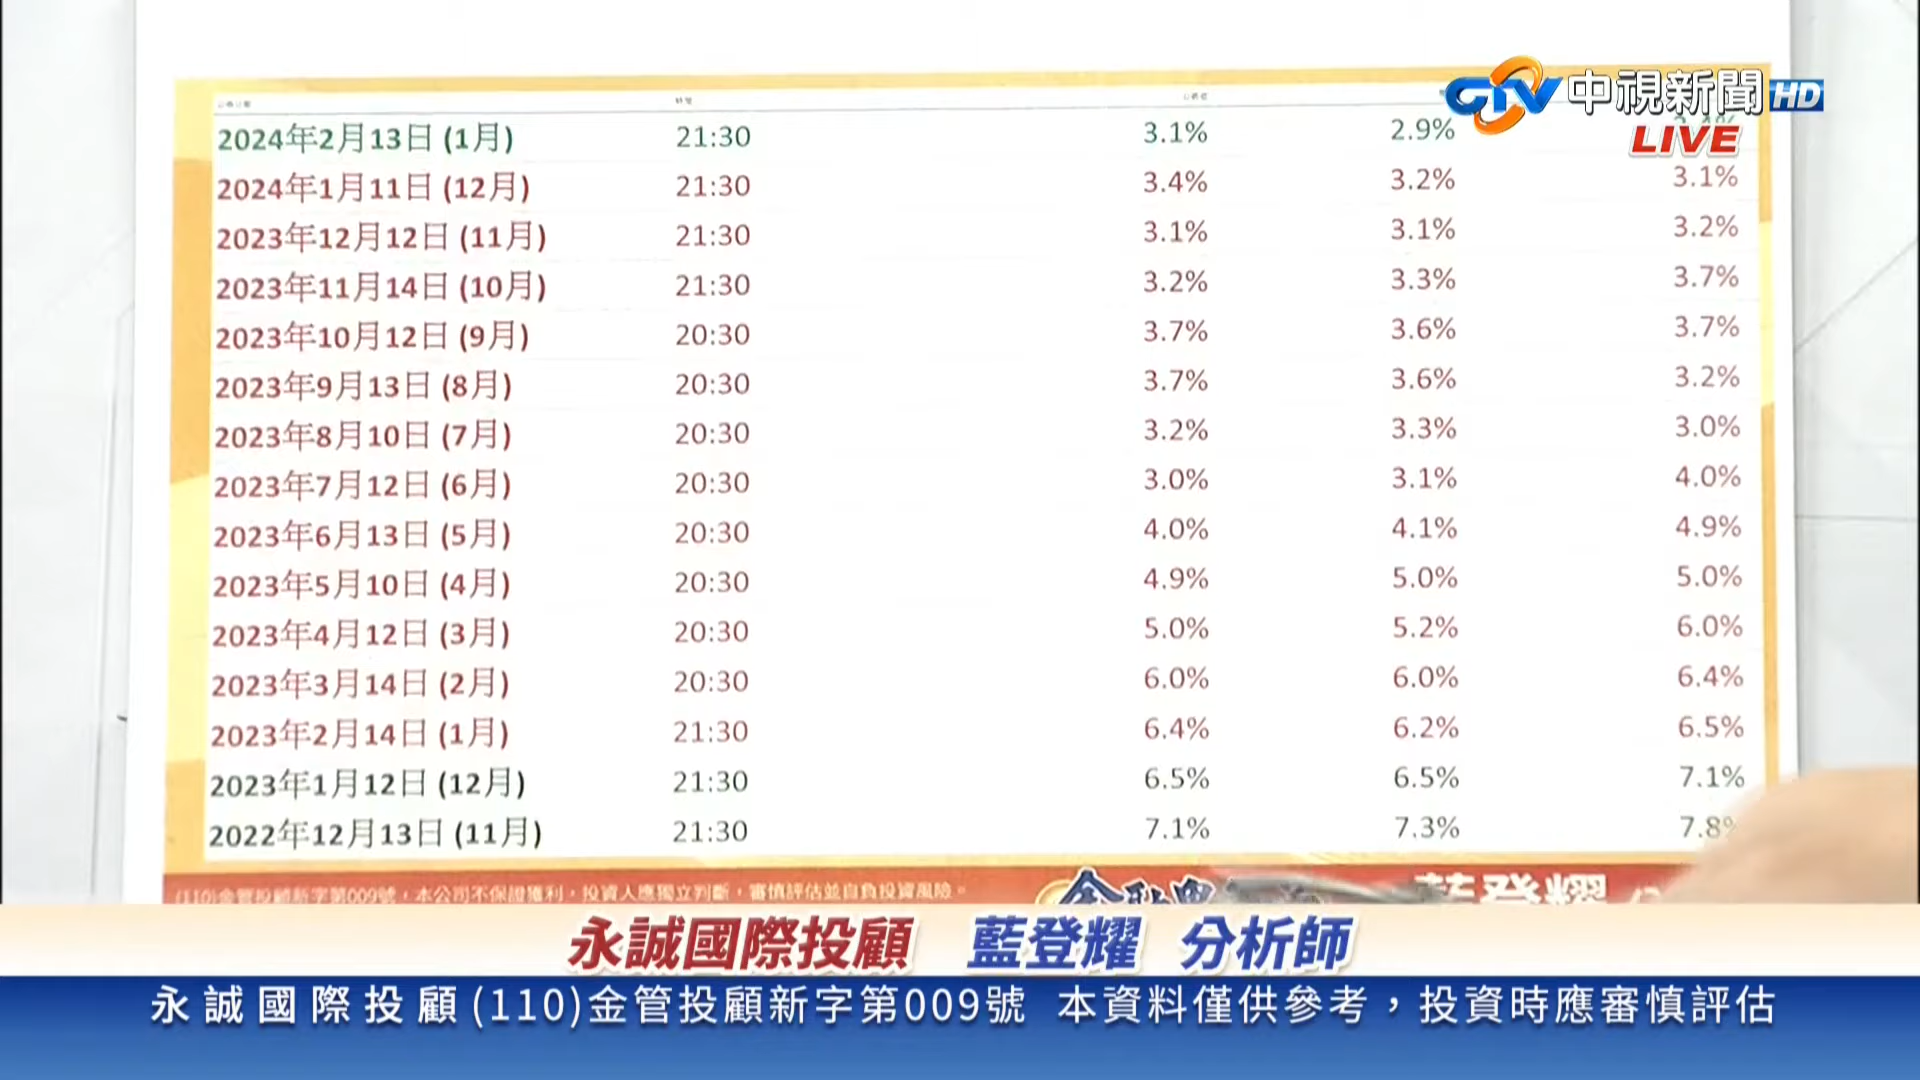 CTV 中視新聞 HD
LIVE
2024年2月13日 (1月) 21:30 3.1% 2.9%
2024年1月11日 (12月) 21:30 3.4% 3.2% 3.1%
2023年12月12日 (11月) 21:30 3.1% 3.1% 3.2%
2023年11月14日 (10月) 21:30 3.2% 3.3% 3.7%
2023年10月12日 (9月) 20:30 3.7% 3.6% 3.7%
2023年9月13日 (8月) 20:30 3.7% 3.6% 3.2%
2023年8月10日 (7月) 20:30 3.2% 3.3% 3.0%
2023年7月12日 (6月) 20:30 3.0% 3.1% 4.0%
2023年6月13日 (5月) 20:30 4.0% 4.1% 4.9%
2023年5月10日 (4月) 20:30 4.9% 5.0% 5.0%
2023年4月12日 (3月) 20:30 5.0% 5.2% 6.0%
2023年3月14日 (2月) 20:30 6.0% 6.0% 6.4%
2023年2月14日 (1月) 21:30 6.4% 6.2% 6.5%
2023年1月12日 (12月) 21:30 6.5% 6.5% 7.1%
2022年12月13日 (11月) 21:30 7.1% 7.3% 7.8%
(110)金管投顧新字第009號，本公司不保證獲利，投資人應獨立判斷，審慎評估並自負投資風險。 藍登耀
永誠國際投顧 藍登耀 分析師
永誠國際投顧(110)金管投顧新字第009號 本資料僅供參考，投資時應審慎評估